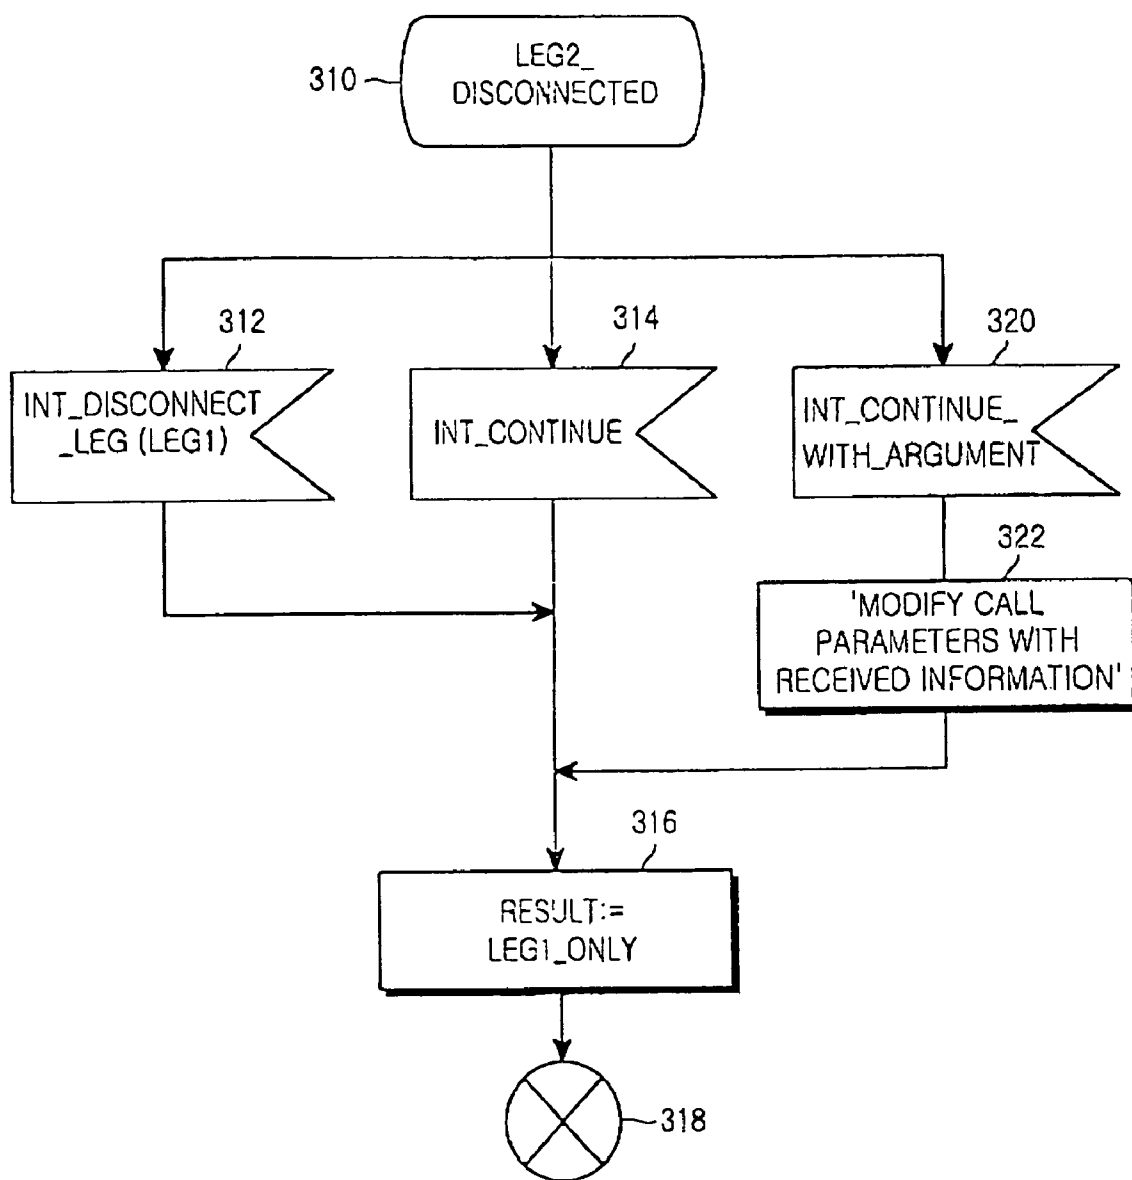 LEG2_
310
DISCONNECTED
312
314
320
INT_DISCONNECT
_LEG (LEG1)
INT_CONTINUE
INT_CONTINUE_
WITH_ARGUMENT
322
'MODIFY CALL
PARAMETERS WITH
RECEIVED INFORMATION'
316
RESULT:=
LEG1_ONLY
318